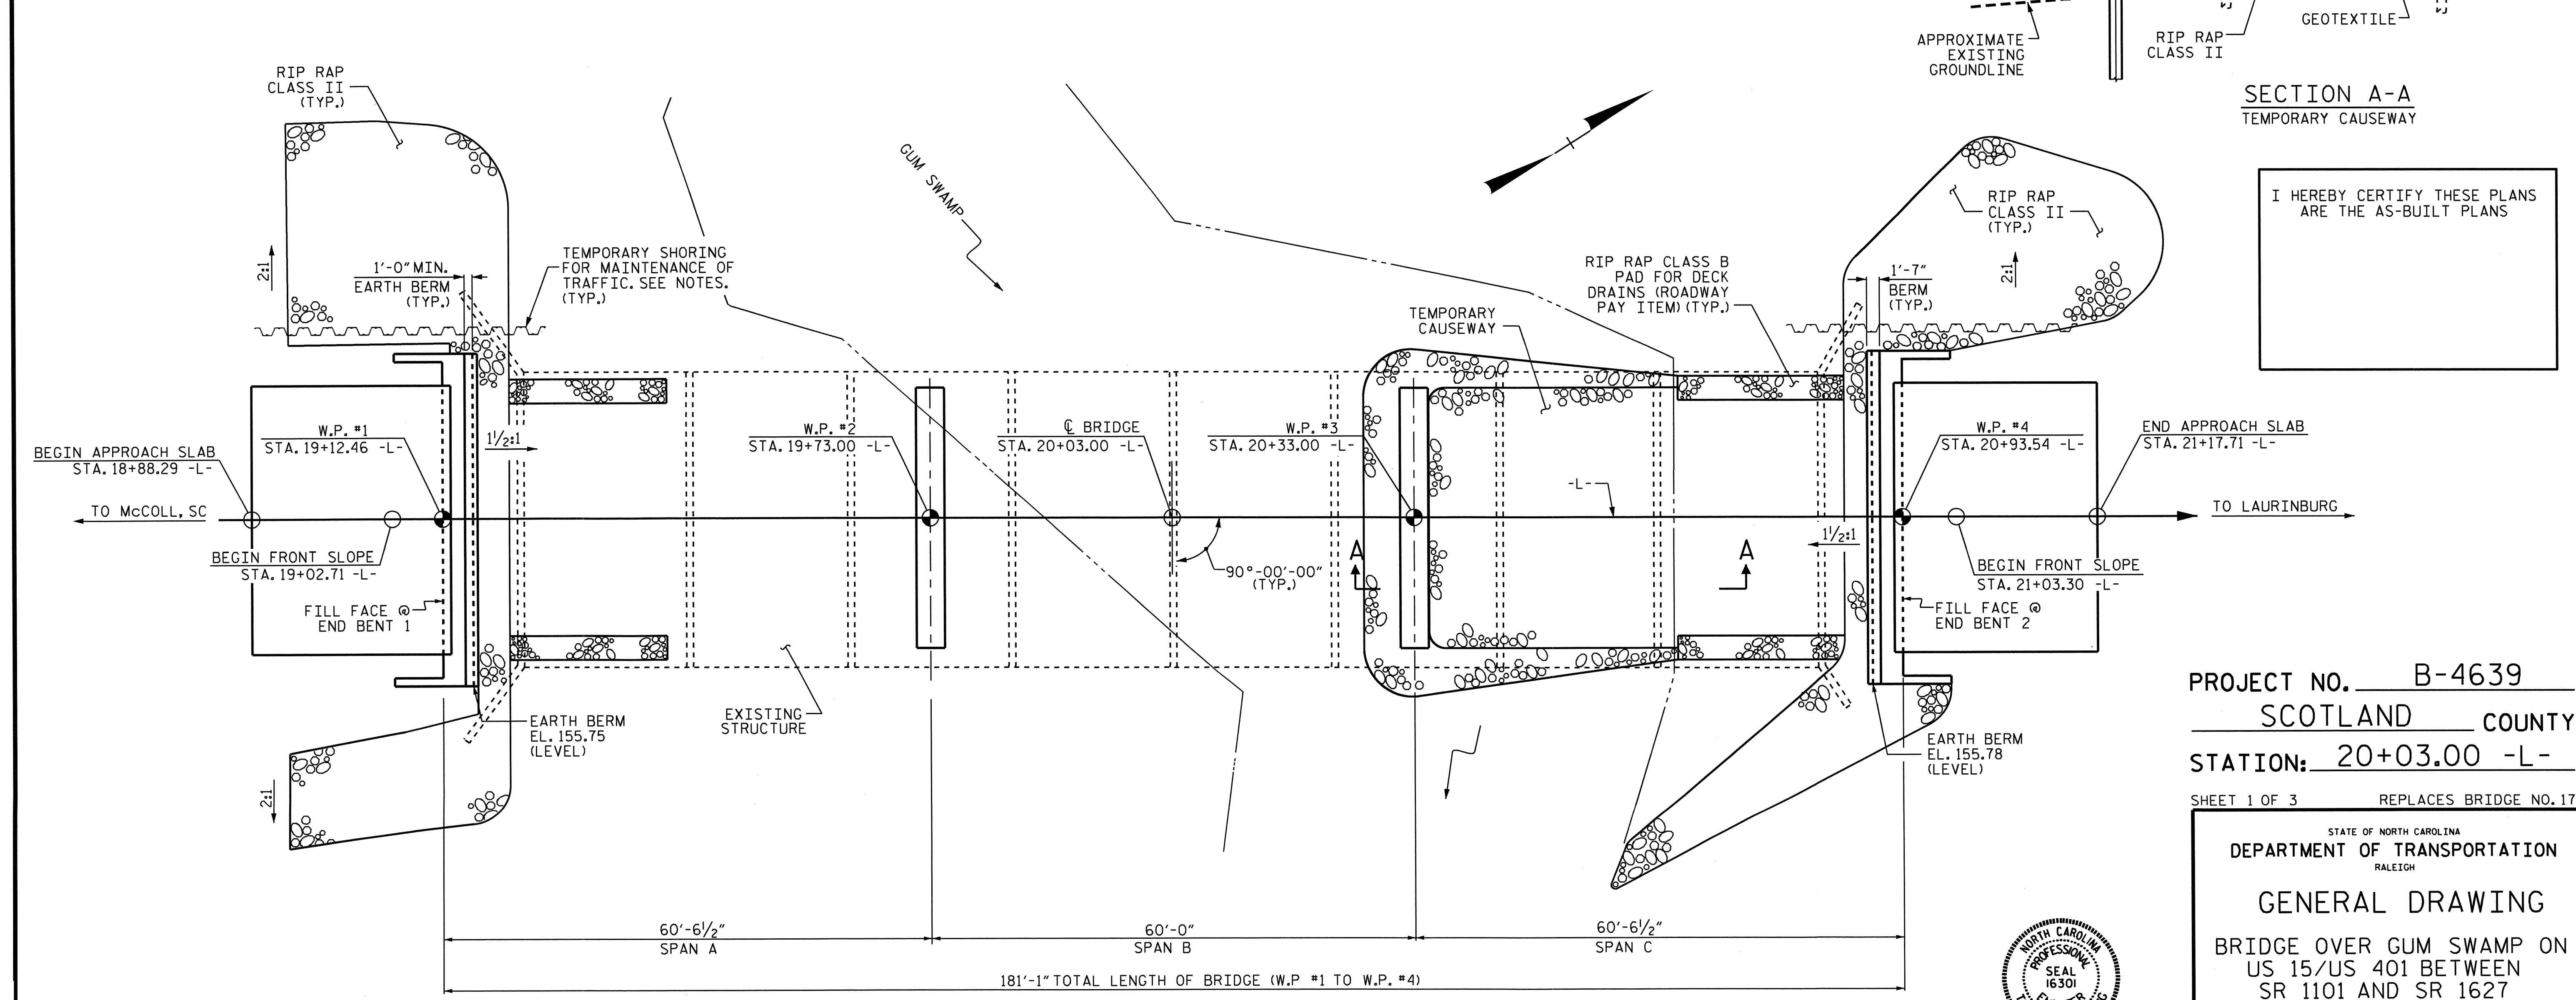 APPROXIMATE
EXISTING
GROUNDLINE
RIP RAP
CLASS II
GEOTEXTILE
SECTION A-A
TEMPORARY CAUSEWAY
I HEREBY CERTIFY THESE PLANS
ARE THE AS-BUILT PLANS
RIP RAP
CLASS II
(TYP.)
2:1
1'-0" MIN.
EARTH BERM
(TYP.)
TEMPORARY SHORING
FOR MAINTENANCE OF
TRAFFIC. SEE NOTES.
(TYP.)
GUM SWAMP
TEMPORARY
CAUSEWAY
RIP RAP CLASS B
PAD FOR DECK
DRAINS (ROADWAY
PAY ITEM) (TYP.)
1'-7"
BERM
(TYP.)
RIP RAP
CLASS II
(TYP.)
2:1
BEGIN APPROACH SLAB
STA. 18+88.29 -L-
W.P. #1
STA. 19+12.46 -L-
1½:1
W.P. #2
STA. 19+73.00 -L-
℄ BRIDGE
STA. 20+03.00 -L-
W.P. #3
STA. 20+33.00 -L-
-L-
W.P. #4
STA. 20+93.54 -L-
END APPROACH SLAB
STA. 21+17.71 -L-
TO McCOLL, SC
TO LAURINBURG
BEGIN FRONT SLOPE
STA. 19+02.71 -L-
FILL FACE @
END BENT 1
90°-00'-00"
(TYP.)
A
A
1½:1
BEGIN FRONT SLOPE
STA. 21+03.30 -L-
FILL FACE @
END BENT 2
EARTH BERM
EL. 155.75
(LEVEL)
EXISTING
STRUCTURE
EARTH BERM
EL. 155.78
(LEVEL)
2:1
60'-6½"
SPAN A
60'-0"
SPAN B
60'-6½"
SPAN C
181'-1" TOTAL LENGTH OF BRIDGE (W.P #1 TO W.P. #4)
PROJECT NO. B-4639
SCOTLAND COUNTY
STATION: 20+03.00 -L-
SHEET 1 OF 3 REPLACES BRIDGE NO. 17
STATE OF NORTH CAROLINA
DEPARTMENT OF TRANSPORTATION
RALEIGH
GENERAL DRAWING
BRIDGE OVER GUM SWAMP ON
US 15/US 401 BETWEEN
SR 1101 AND SR 1627
NORTH CAROLINA
PROFESSIONAL
SEAL
16301